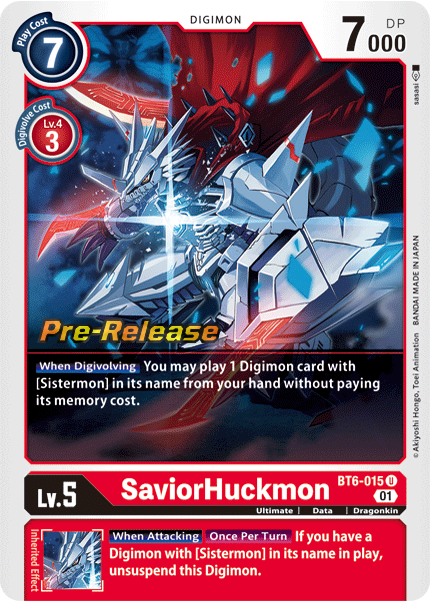 Play Cost
7
DIGIMON
DP
7000
Digivolve Cost
Lv.4
3
sasasi
Pre-Release
When Digivolving You may play 1 Digimon card with
[Sistermon] in its name from your hand without paying
its memory cost.
© Akiyoshi Hongo, Toei Animation BANDAI MADE IN JAPAN
Lv.5
SaviorHuckmon
BT6-015 U
01
Ultimate | Data | Dragonkin
Inherited Effect
When Attacking Once Per Turn If you have a
Digimon with [Sistermon] in its name in play,
unsuspend this Digimon.